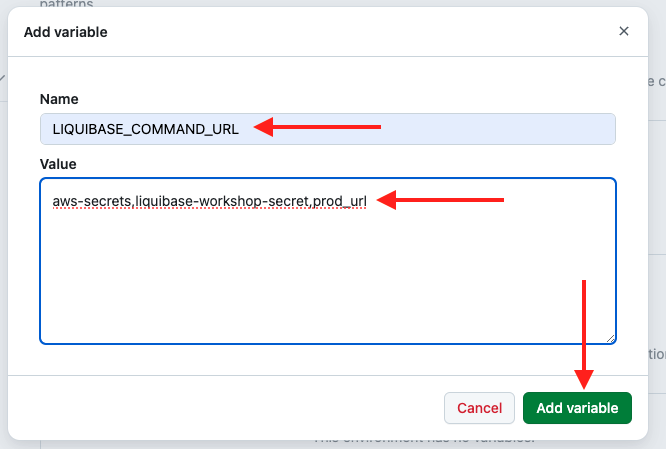 patterns.
Add variable
e c
Name
LIQUIBASE_COMMAND_URL
Value
aws-secrets,liquibase-workshop-secret,prod_url
tion
Cancel
Add variable
This environment has no variables.